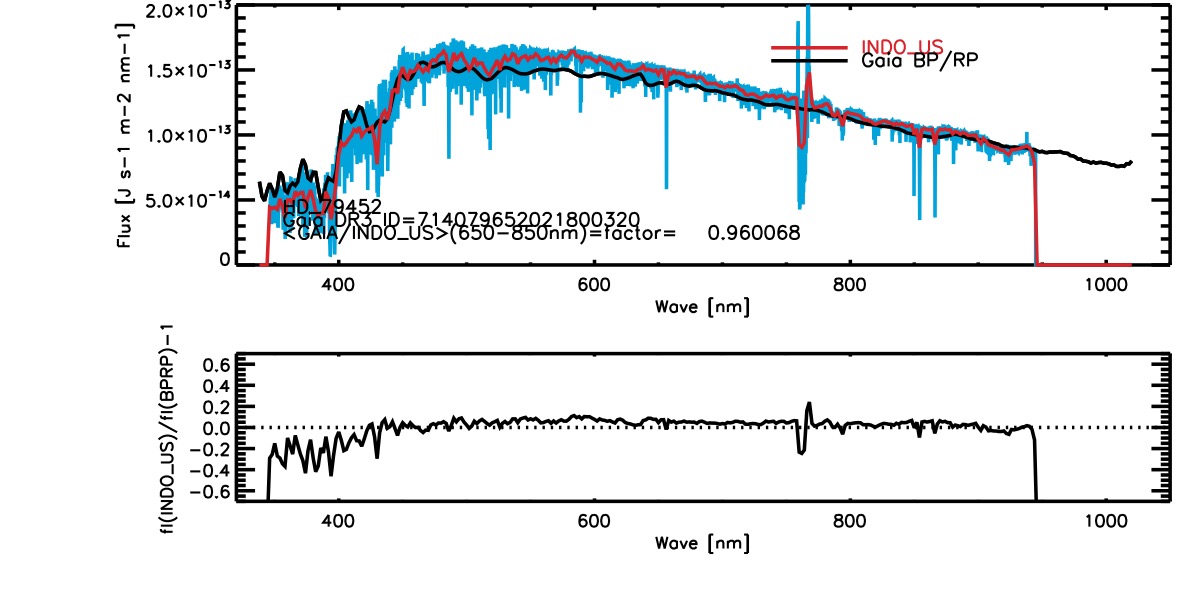 2.0×10−13
1.5×10−13
1.0×10−13
5.0×10−14
0
Flux [J s−1 m−2 nm−1]
INDO_US
Gaia BP/RP
HD_79452
Gaia DR3 ID=714079652021800320
<GAIA/INDO_US>(650−850nm)=factor= 0.960068
400 600 800 1000
Wave [nm]
fl(INDO_US)/fl(BPRP)−1
0.6
0.4
0.2
0.0
−0.2
−0.4
−0.6
400 600 800 1000
Wave [nm]